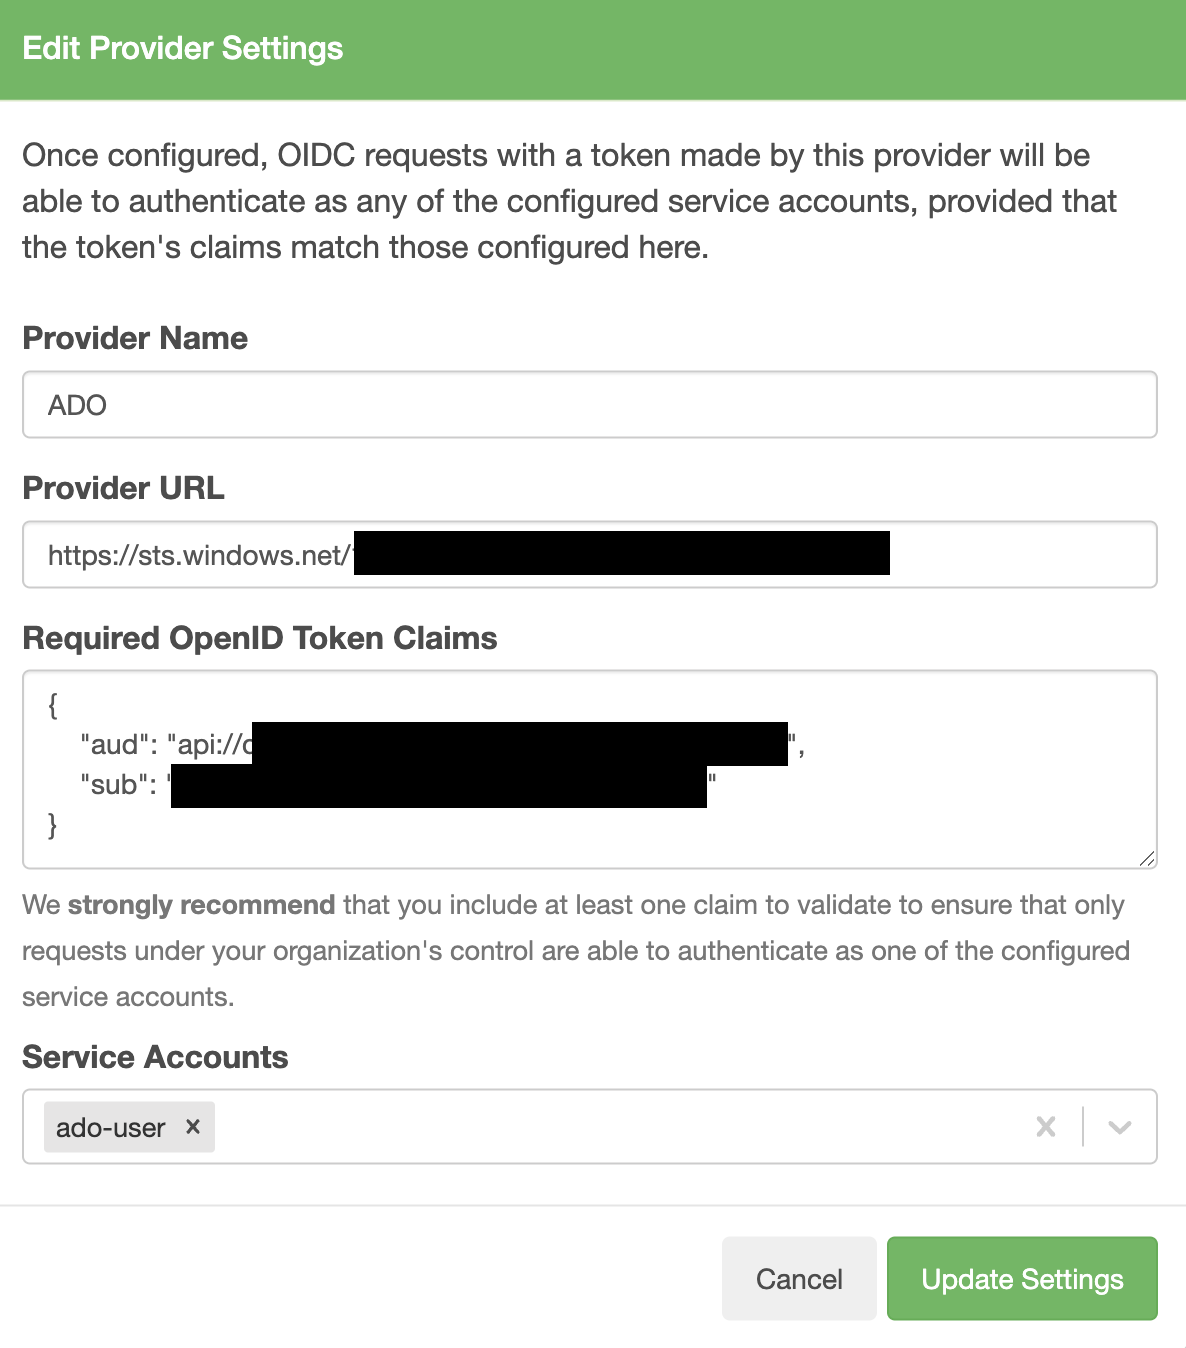 Edit Provider Settings
Once configured, OIDC requests with a token made by this provider will be
able to authenticate as any of the configured service accounts, provided that
the token's claims match those configured here.
Provider Name
ADO
Provider URL
https://sts.windows.net/
Required OpenID Token Claims
{
"aud": "api://                    ",
"sub": "                    "
}
We strongly recommend that you include at least one claim to validate to ensure that only
requests under your organization's control are able to authenticate as one of the configured
service accounts.
Service Accounts
ado-user ×
Cancel
Update Settings